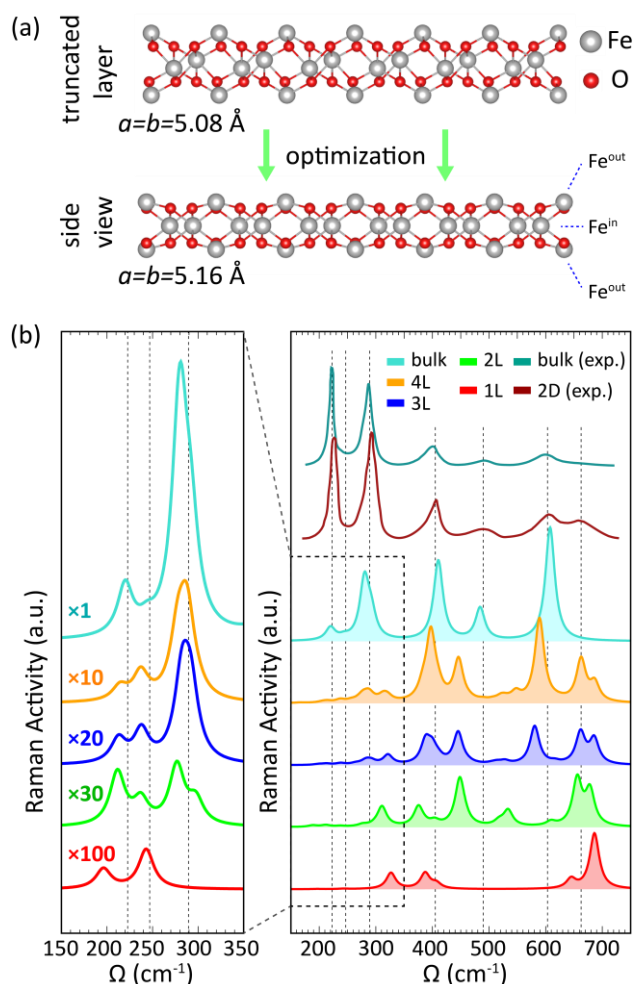 (a)
truncated
layer
Fe
O
a=b=5.08 Å
optimization
side
view
a=b=5.16 Å
Fe^out
Fe^in
Fe^out
(b)
bulk
4L
3L
2L
1L
bulk (exp.)
2D (exp.)
×1
×10
×20
×30
×100
Raman Activity (a.u.)
Raman Activity (a.u.)
150 200 250 300 350
200 300 400 500 600 700
Ω (cm⁻¹)
Ω (cm⁻¹)